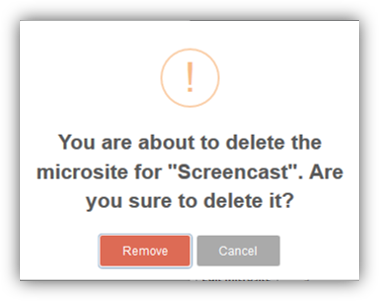 !
You are about to delete the
microsite for "Screencast". Are
you sure to delete it?
Remove
Cancel